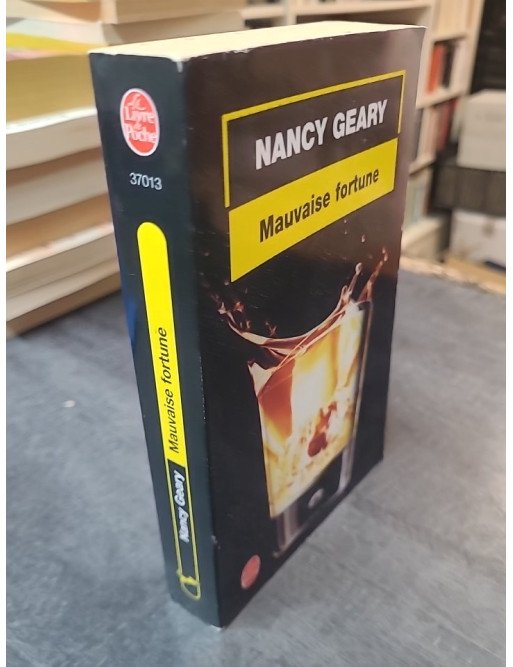 Le
Livre
de
Poche
37013
Mauvaise fortune
Nancy Geary
NANCY GEARY
Mauvaise fortune